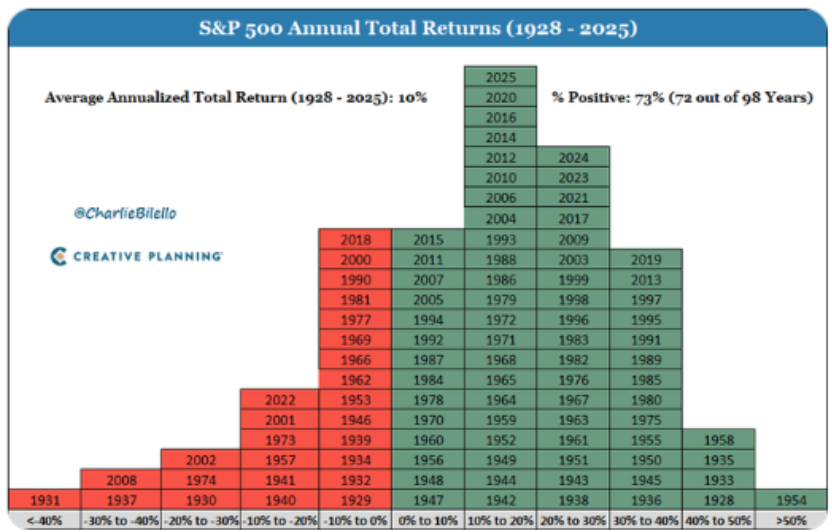 S&P 500 Annual Total Returns (1928 - 2025)
2025
Average Annualized Total Return (1928 - 2025): 10% 2020 % Positive: 73% (72 out of 98 Years)
2016
2014
2012 2024
2010 2023
@CharlieBilello 2006 2021
2004 2017
2018 2015 1993 2009
CREATIVE PLANNING 2000 2011 1988 2003 2019
1990 2007 1986 1999 2013
1981 2005 1979 1998 1997
1977 1994 1972 1996 1995
1969 1992 1971 1983 1991
1966 1987 1968 1982 1989
1962 1984 1965 1976 1985
2022 1953 1978 1964 1967 1980
2001 1946 1970 1959 1963 1975
1973 1939 1960 1952 1961 1955 1958
2002 1957 1934 1956 1949 1951 1950 1935
2008 1974 1941 1932 1948 1944 1943 1945 1933
1931 1937 1930 1940 1929 1947 1942 1938 1936 1928 1954
<-40% -30% to -40% -20% to -30% -10% to -20% -10% to 0% 0% to 10% 10% to 20% 20% to 30% 30% to 40% 40% to 50% >50%